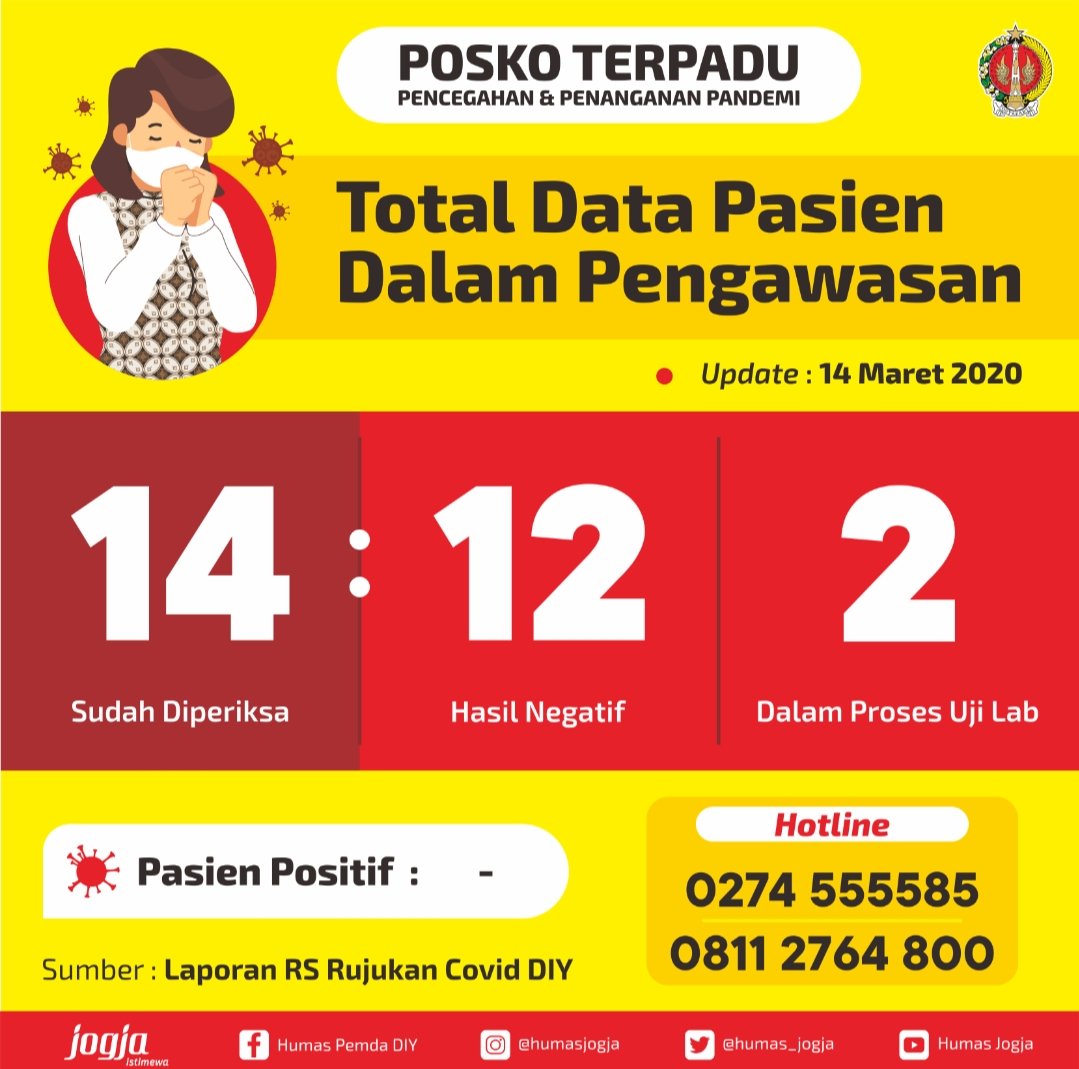 POSKO TERPADU
PENCEGAHAN & PENANGANAN PANDEMI
Total Data Pasien
Dalam Pengawasan
Update : 14 Maret 2020
14 : 12 2
Sudah Diperiksa Hasil Negatif Dalam Proses Uji Lab
Pasien Positif : -
Sumber : Laporan RS Rujukan Covid DIY
Hotline
0274 555585
0811 2764 800
jogja
istimewa
Humas Pemda DIY @humasjogja @humas_jogja Humas Jogja